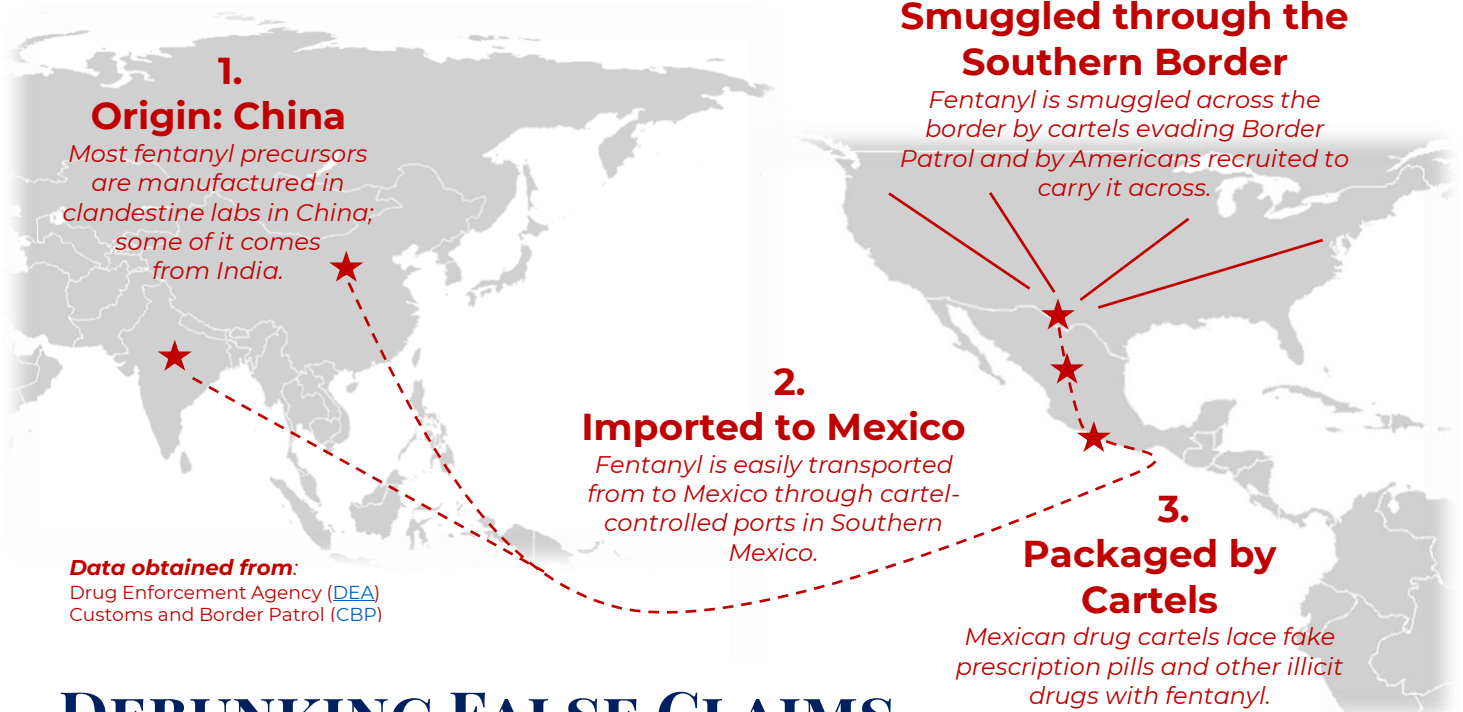 1.
Origin: China
Most fentanyl precursors
are manufactured in
clandestine labs in China;
some of it comes
from India.
2.
Imported to Mexico
Fentanyl is easily transported
from to Mexico through cartel-
controlled ports in Southern
Mexico.
3.
Packaged by
Cartels
Mexican drug cartels lace fake
prescription pills and other illicit
drugs with fentanyl.
Smuggled through the
Southern Border
Fentanyl is smuggled across the
border by cartels evading Border
Patrol and by Americans recruited to
carry it across.
Data obtained from:
Drug Enforcement Agency (DEA)
Customs and Border Patrol (CBP)
DEBUNKING FALSE CLAIMS